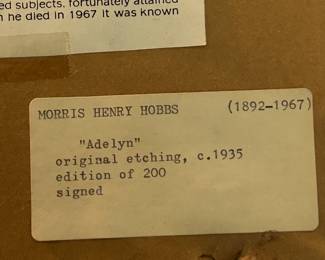 ed subjects. fortunately attained
he died in 1967 it was known
MORRIS HENRY HOBBS (1892-1967)
"Adelyn"
original etching, c.1935
edition of 200
signed